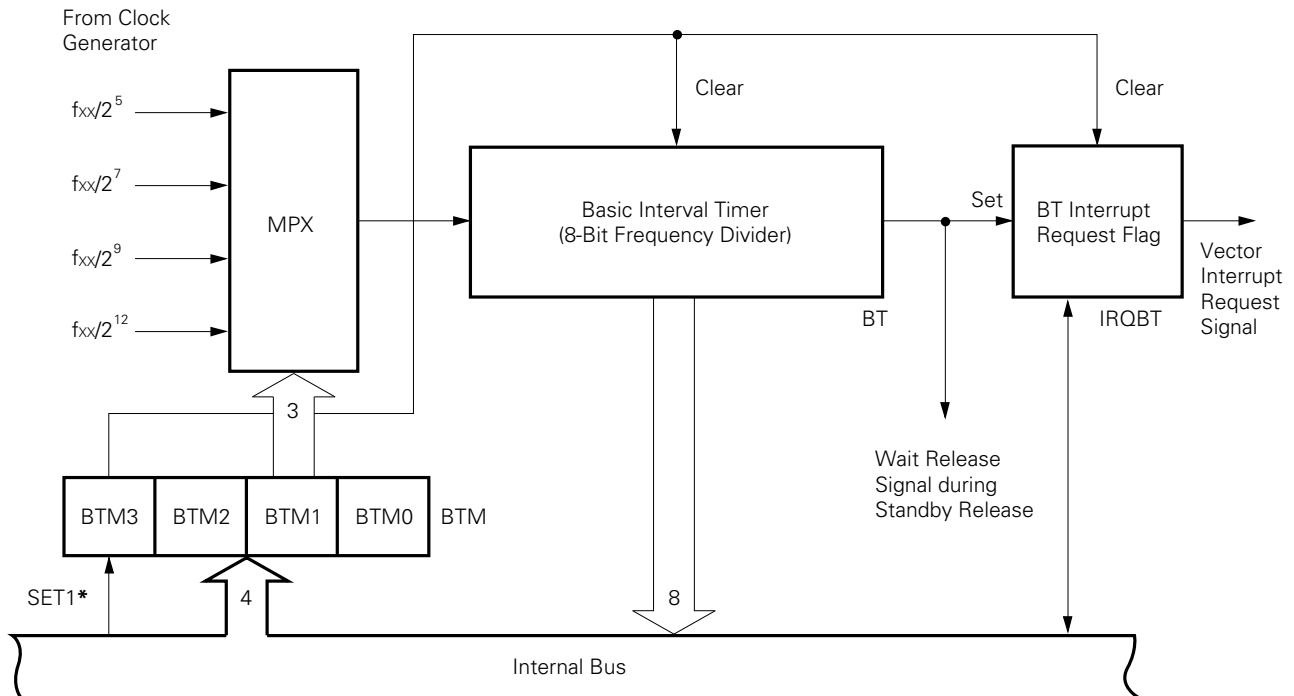 From Clock
Generator
fxx/2^5
fxx/2^7
fxx/2^9
fxx/2^12
MPX
Clear
Clear
Basic Interval Timer
(8-Bit Frequency Divider)
BT
Set
BT Interrupt
Request Flag
IRQBT
Vector
Interrupt
Request
Signal
3
Wait Release
Signal during
Standby Release
BTM3
BTM2
BTM1
BTM0
BTM
SET1*
4
8
Internal Bus